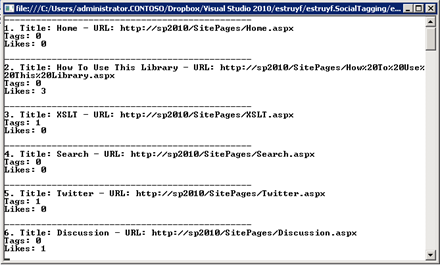 file:///C:/Users/administrator.CONTOSO/Dropbox/Visual Studio 2010/estruyf/estruyf.SocialTagging/e...
1. Title: Home - URL: http://sp2010/SitePages/Home.aspx
Tags: 0
Likes: 0
2. Title: How To Use This Library - URL: http://sp2010/SitePages/How%20To%20Use%
20This%20Library.aspx
Tags: 0
Likes: 3
3. Title: XSLT - URL: http://sp2010/SitePages/XSLT.aspx
Tags: 1
Likes: 0
4. Title: Search - URL: http://sp2010/SitePages/Search.aspx
Tags: 0
Likes: 0
5. Title: Twitter - URL: http://sp2010/SitePages/Twitter.aspx
Tags: 1
Likes: 0
6. Title: Discussion - URL: http://sp2010/SitePages/Discussion.aspx
Tags: 0
Likes: 1